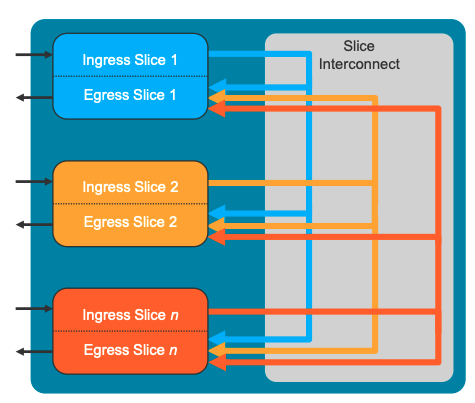 Slice
Interconnect
Ingress Slice 1
Egress Slice 1
Ingress Slice 2
Egress Slice 2
Ingress Slice n
Egress Slice n